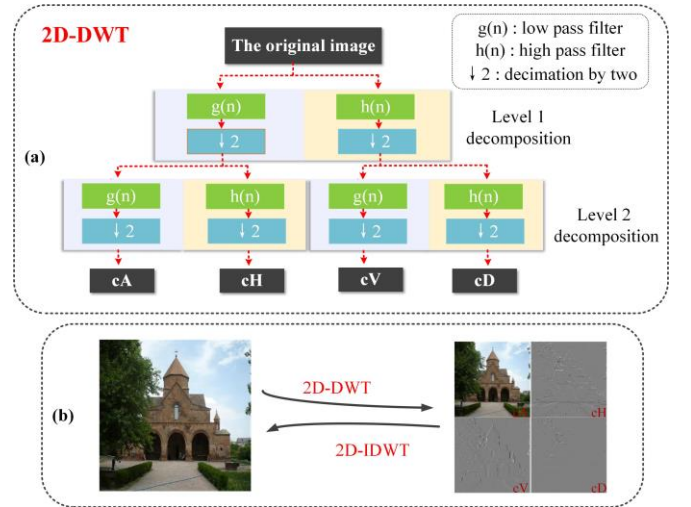 2D-DWT
The original image
g(n) : low pass filter
h(n) : high pass filter
↓ 2 : decimation by two
g(n)
h(n)
↓ 2
↓ 2
Level 1
decomposition
(a)
g(n)
h(n)
g(n)
h(n)
↓ 2
↓ 2
↓ 2
↓ 2
Level 2
decomposition
cA
cH
cV
cD
(b)
2D-DWT
2D-IDWT
cH
cV
cD